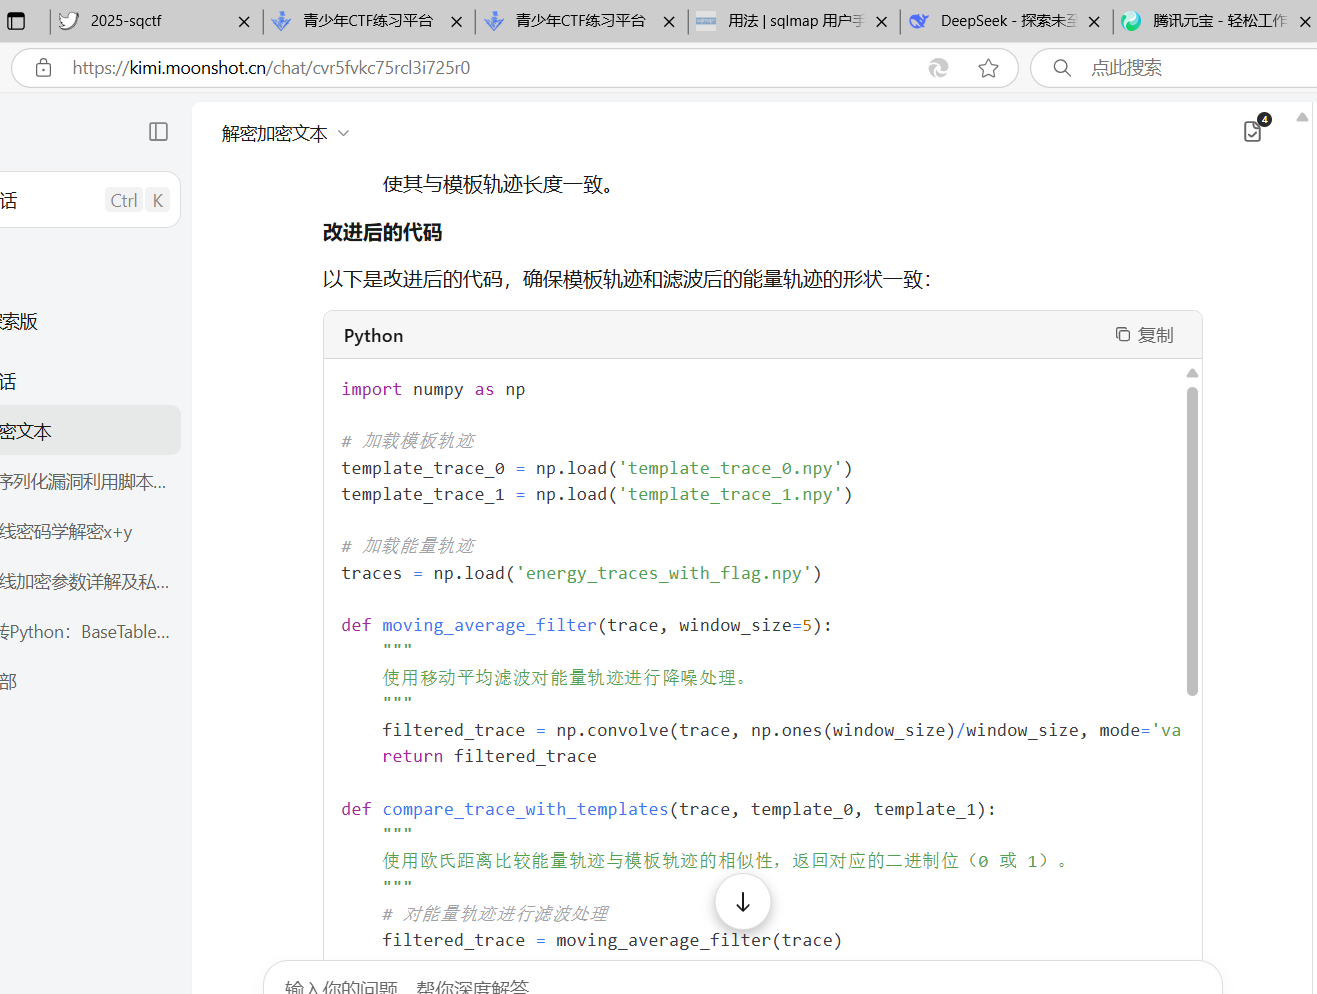 2025-sqctf
青少年CTF练习平台
青少年CTF练习平台
用法 | sqlmap 用户手
DeepSeek - 探索未至
腾讯元宝 - 轻松工作
https://kimi.moonshot.cn/chat/cvr5fvkc75rcl3i725r0
点此搜索
解密加密文本
4
话
Ctrl K
索版
话
密文本
序列化漏洞利用脚本...
线密码学解密x+y
线加密参数详解及私...
转Python：BaseTable...
部
使其与模板轨迹长度一致。
改进后的代码
以下是改进后的代码，确保模板轨迹和滤波后的能量轨迹的形状一致：
Python
复制
import numpy as np
# 加载模板轨迹
template_trace_0 = np.load('template_trace_0.npy')
template_trace_1 = np.load('template_trace_1.npy')
# 加载能量轨迹
traces = np.load('energy_traces_with_flag.npy')
def moving_average_filter(trace, window_size=5):
"""
使用移动平均滤波对能量轨迹进行降噪处理。
"""
filtered_trace = np.convolve(trace, np.ones(window_size)/window_size, mode='va
return filtered_trace
def compare_trace_with_templates(trace, template_0, template_1):
"""
使用欧氏距离比较能量轨迹与模板轨迹的相似性，返回对应的二进制位（0 或 1）。
"""
# 对能量轨迹进行滤波处理
filtered_trace = moving_average_filter(trace)
输入你的问题，帮你深度解答